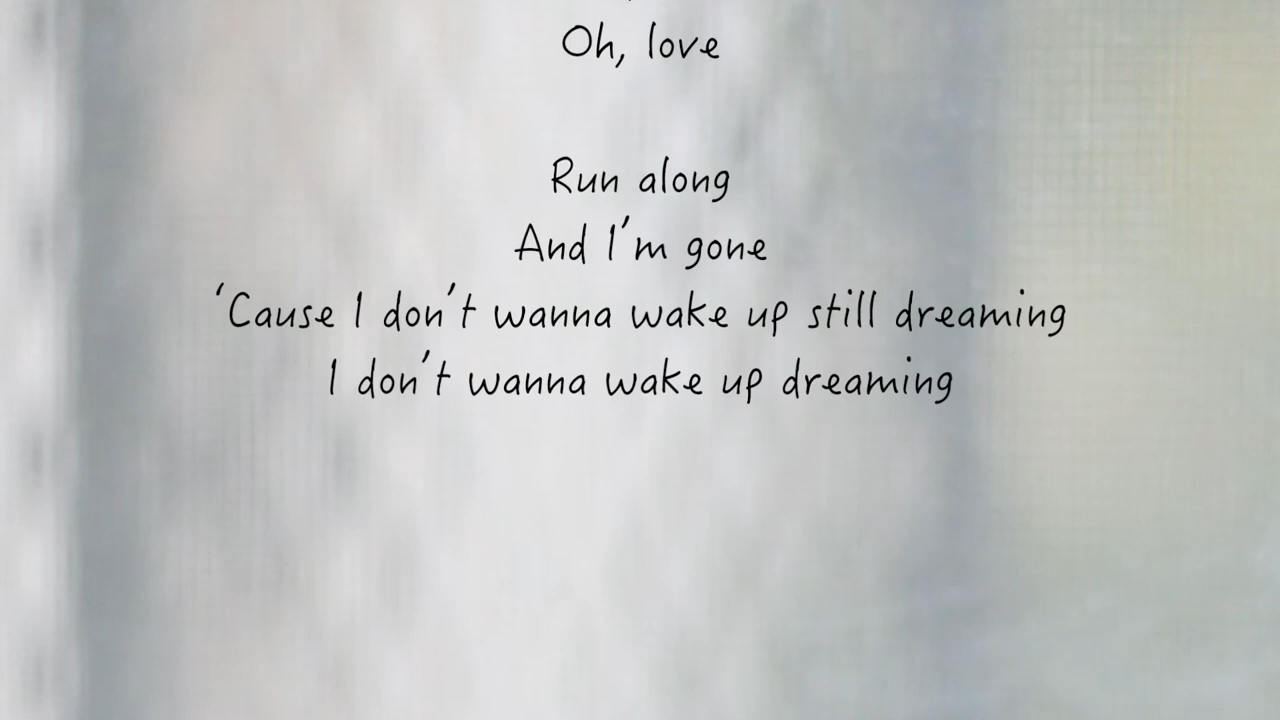 Oh, love
Run along
And I'm gone
'Cause I don't wanna wake up still dreaming
I don't wanna wake up dreaming